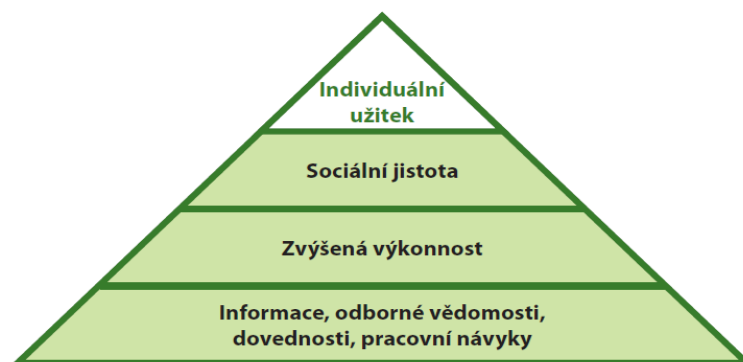 Individuální
užitek
Sociální jistota
Zvýšená výkonnost
Informace, odborné vědomosti,
dovednosti, pracovní návyky